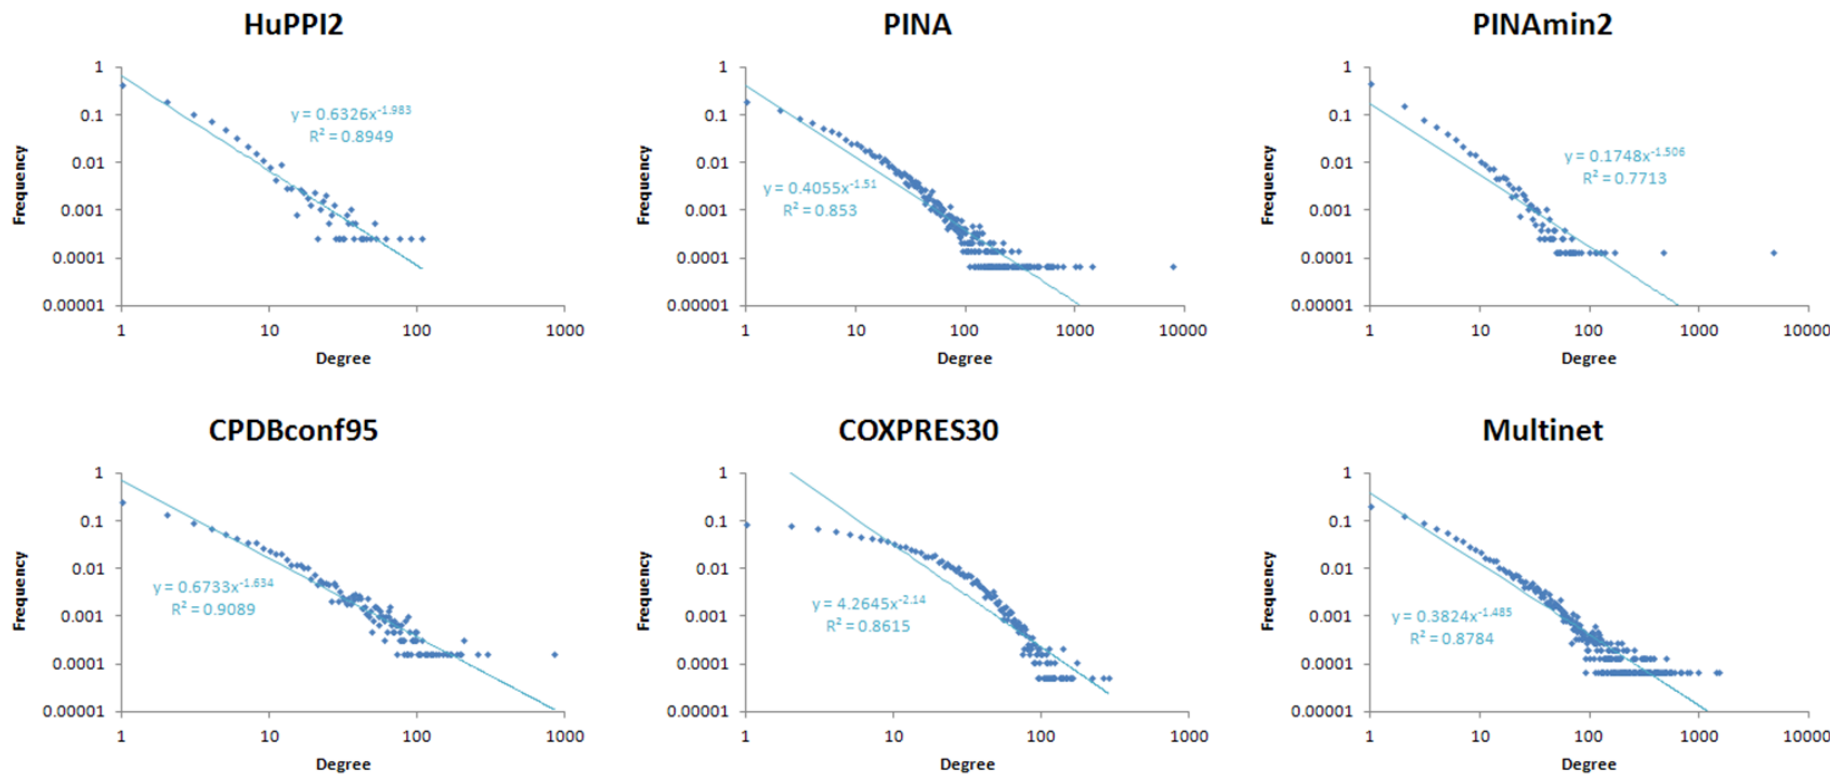 HuPPI2
1
0.1
0.01
0.001
0.0001
0.00001
Frequency
y = 0.6326x^-1.983
R² = 0.8949
1 10 100 1000
Degree
PINA
1
0.1
0.01
0.001
0.0001
0.00001
Frequency
y = 0.4055x^-1.51
R² = 0.853
1 10 100 1000 10000
Degree
PINAmin2
1
0.1
0.01
0.001
0.0001
0.00001
Frequency
y = 0.1748x^-1.506
R² = 0.7713
1 10 100 1000 10000
Degree
CPDBconf95
1
0.1
0.01
0.001
0.0001
0.00001
Frequency
y = 0.6733x^-1.634
R² = 0.9089
1 10 100 1000
Degree
COXPRES30
1
0.1
0.01
0.001
0.0001
0.00001
Frequency
y = 4.2645x^-2.14
R² = 0.8615
1 10 100 1000
Degree
Multinet
1
0.1
0.01
0.001
0.0001
0.00001
Frequency
y = 0.3824x^-1.485
R² = 0.8784
1 10 100 1000 10000
Degree